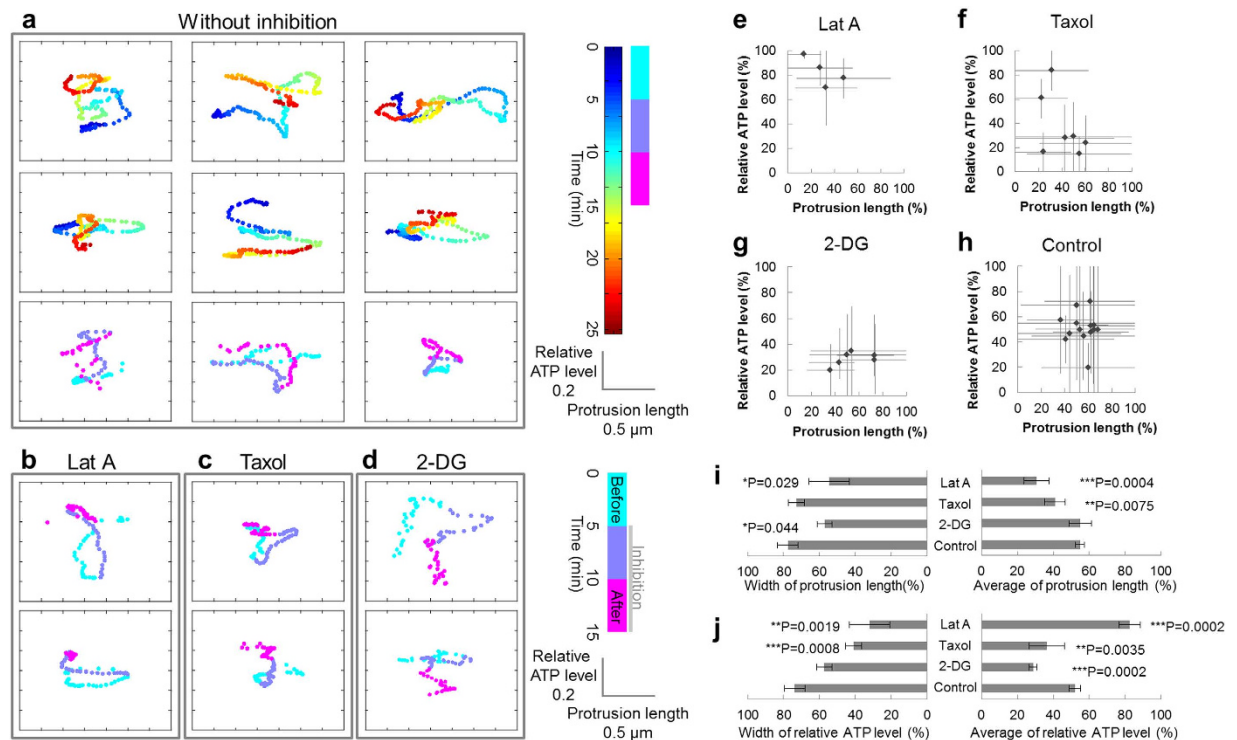 a
Without inhibition
0
5
10
15
20
25
Time (min)
Relative
ATP level
0.2
Protrusion length
0.5 µm
b
Lat A
c
Taxol
d
2-DG
0
5
10
15
Time (min)
Before
After
Inhibition
Relative
ATP level
0.2
Protrusion length
0.5 µm
e
Lat A
Relative ATP level (%)
100
80
60
40
20
0
0 20 40 60 80 100
Protrusion length (%)
f
Taxol
Relative ATP level (%)
100
80
60
40
20
0
0 20 40 60 80 100
Protrusion length (%)
g
2-DG
Relative ATP level (%)
100
80
60
40
20
0
0 20 40 60 80 100
Protrusion length (%)
h
Control
Relative ATP level (%)
100
80
60
40
20
0
0 20 40 60 80 100
Protrusion length (%)
i
*P=0.029 Lat A ***P=0.0004
Taxol **P=0.0075
*P=0.044 2-DG
Control
100 80 60 40 20 0 0 20 40 60 80 100
Width of protrusion length(%) Average of protrusion length (%)
j
**P=0.0019 Lat A ***P=0.0002
***P=0.0008 Taxol **P=0.0035
2-DG ***P=0.0002
Control
100 80 60 40 20 0 0 20 40 60 80 100
Width of relative ATP level (%) Average of relative ATP level (%)